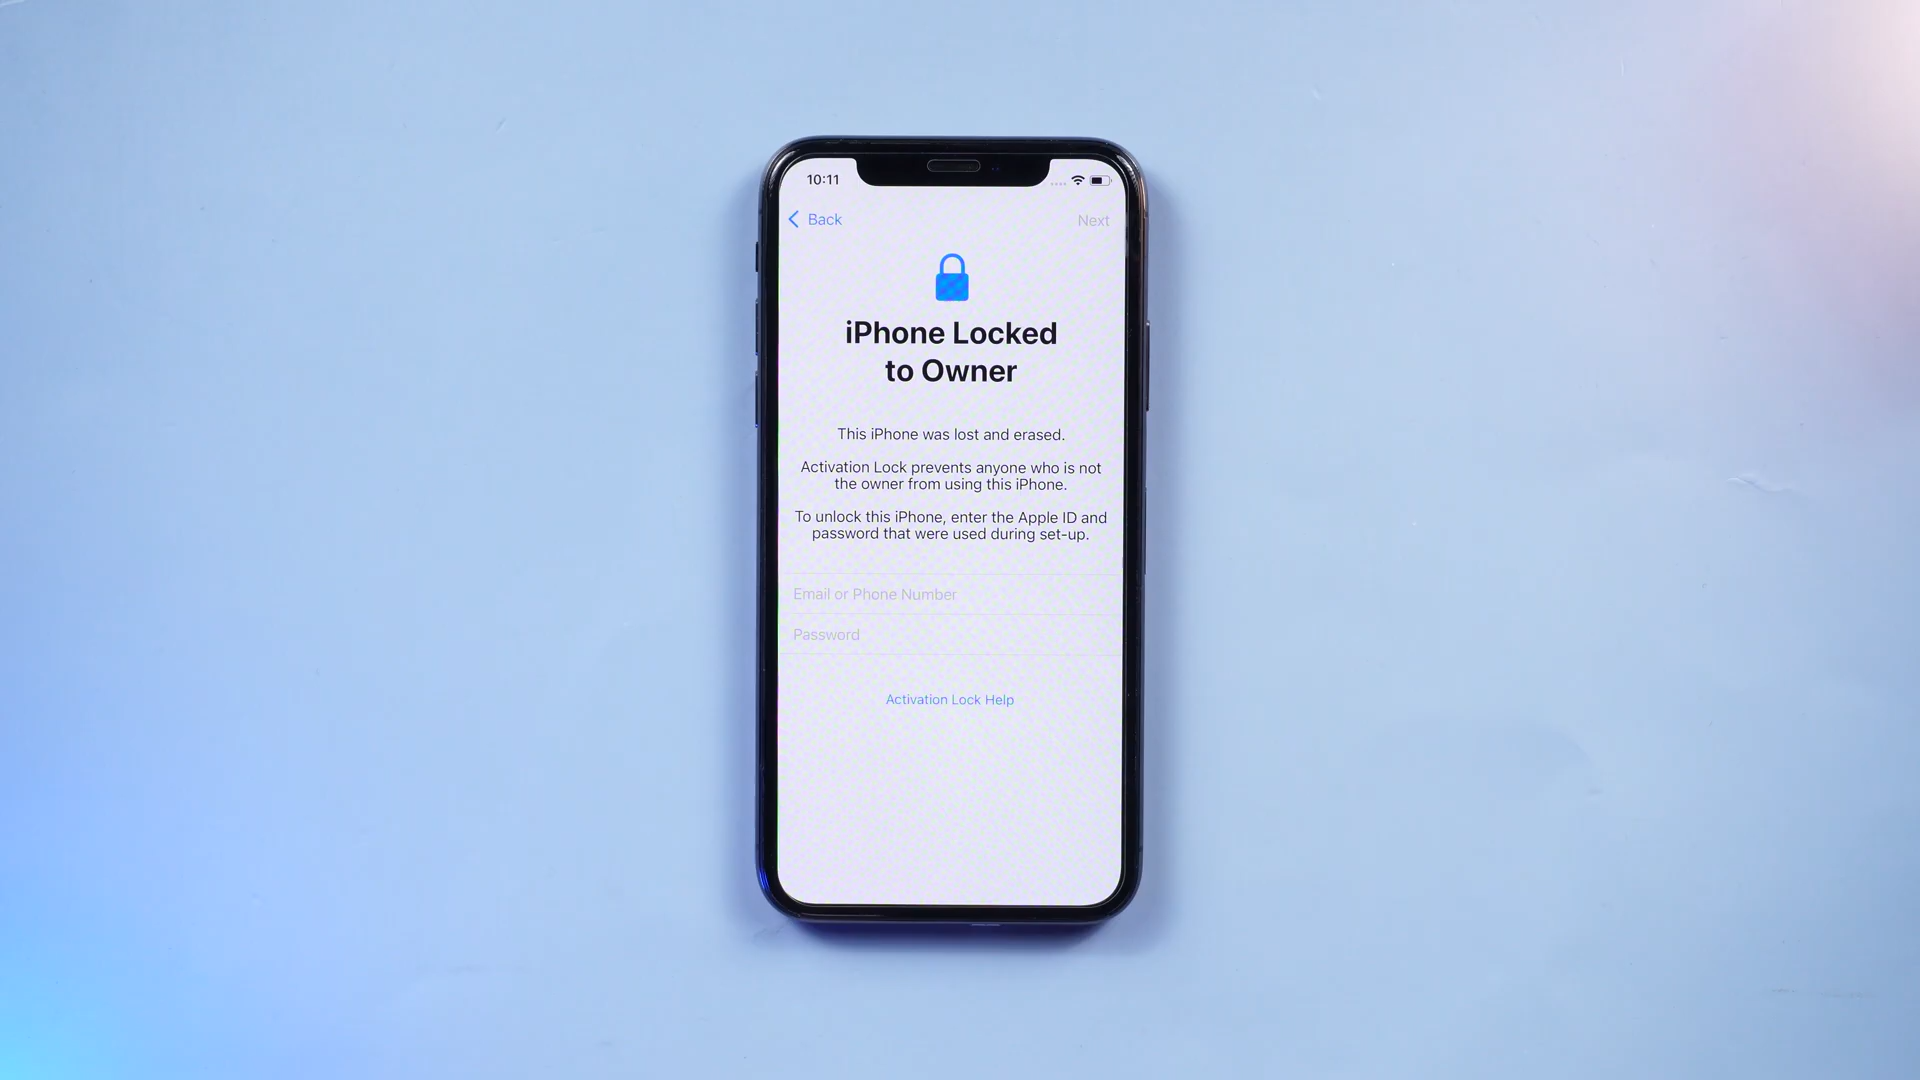 10:11
Back
Next
iPhone Locked
to Owner
This iPhone was lost and erased.
Activation Lock prevents anyone who is not
the owner from using this iPhone.
To unlock this iPhone, enter the Apple ID and
password that were used during set-up.
Email or Phone Number
Password
Activation Lock Help